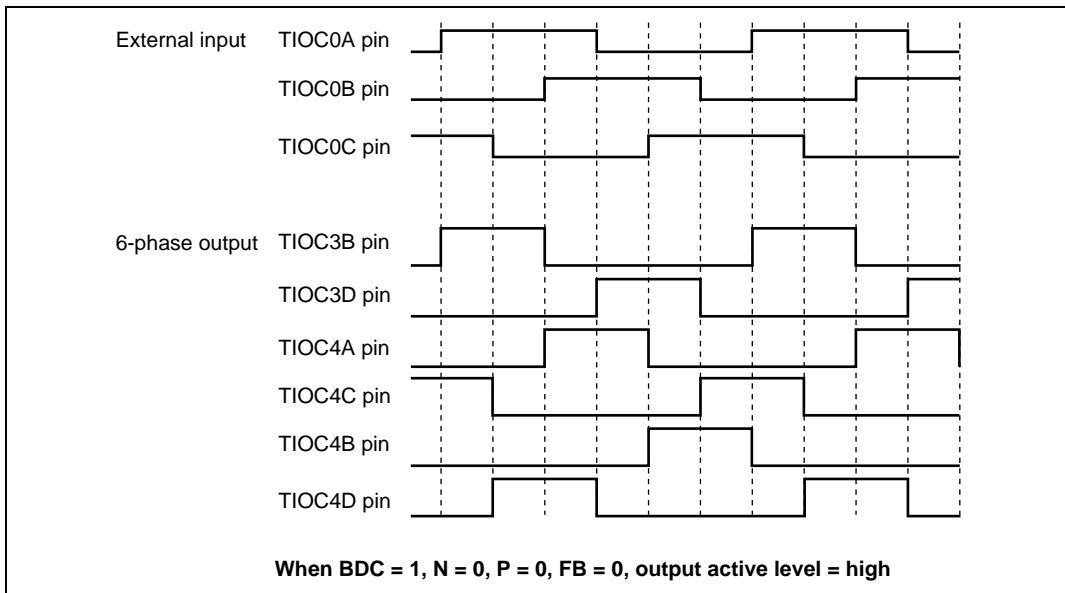 External input TIOC0A pin
TIOC0B pin
TIOC0C pin
6-phase output TIOC3B pin
TIOC3D pin
TIOC4A pin
TIOC4C pin
TIOC4B pin
TIOC4D pin
When BDC = 1, N = 0, P = 0, FB = 0, output active level = high